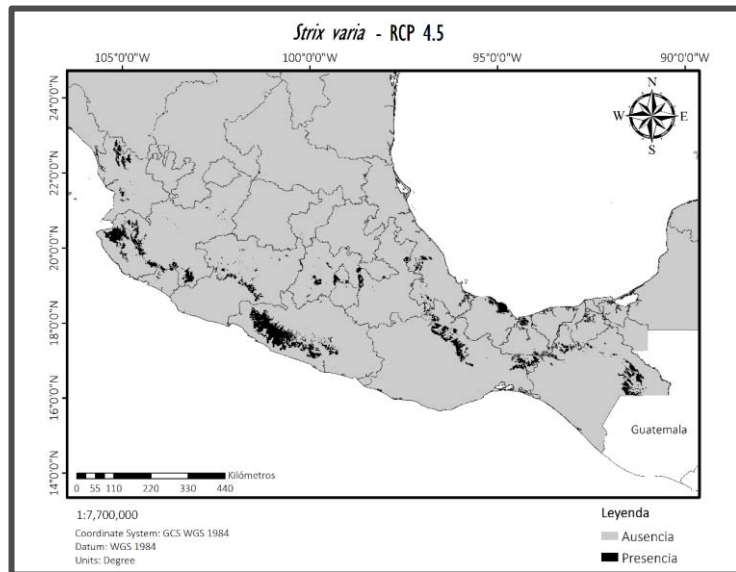 Strix varia - RCP 4.5
105°0'0"W 100°0'0"W 95°0'0"W 90°0'0"W
N
W E
S
24°0'0"N
22°0'0"N
20°0'0"N
18°0'0"N
16°0'0"N
14°0'0"N
Guatemala
Kilómetros
0 55 110 220 330 440
1:7,700,000
Coordinate System: GCS WGS 1984
Datum: WGS 1984
Units: Degree
Leyenda
Ausencia
Presencia